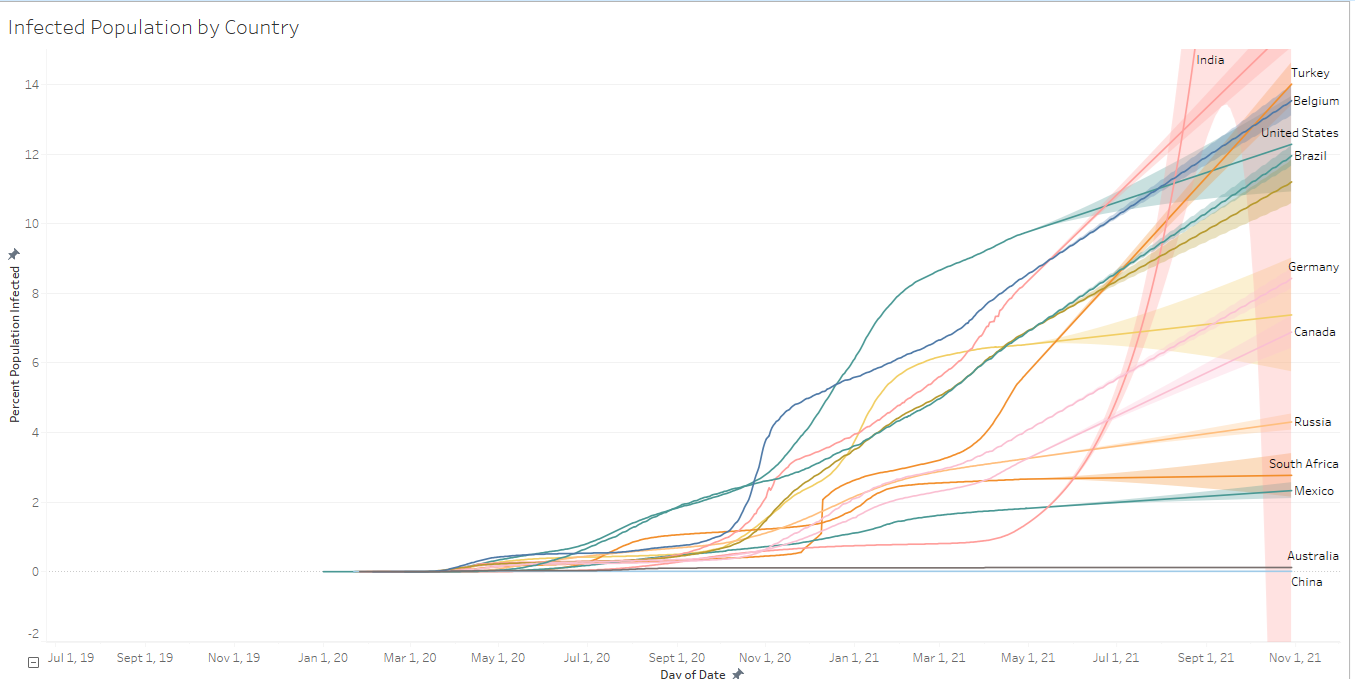 Infected Population by Country
India
Turkey
Belgium
United States
Brazil
Germany
Canada
Russia
South Africa
Mexico
Australia
China
Percent Population Infected
14
12
10
8
6
4
2
0
-2
Jul 1, 19 Sept 1, 19 Nov 1, 19 Jan 1, 20 Mar 1, 20 May 1, 20 Jul 1, 20 Sept 1, 20 Nov 1, 20 Jan 1, 21 Mar 1, 21 May 1, 21 Jul 1, 21 Sept 1, 21 Nov 1, 21
Day of Date